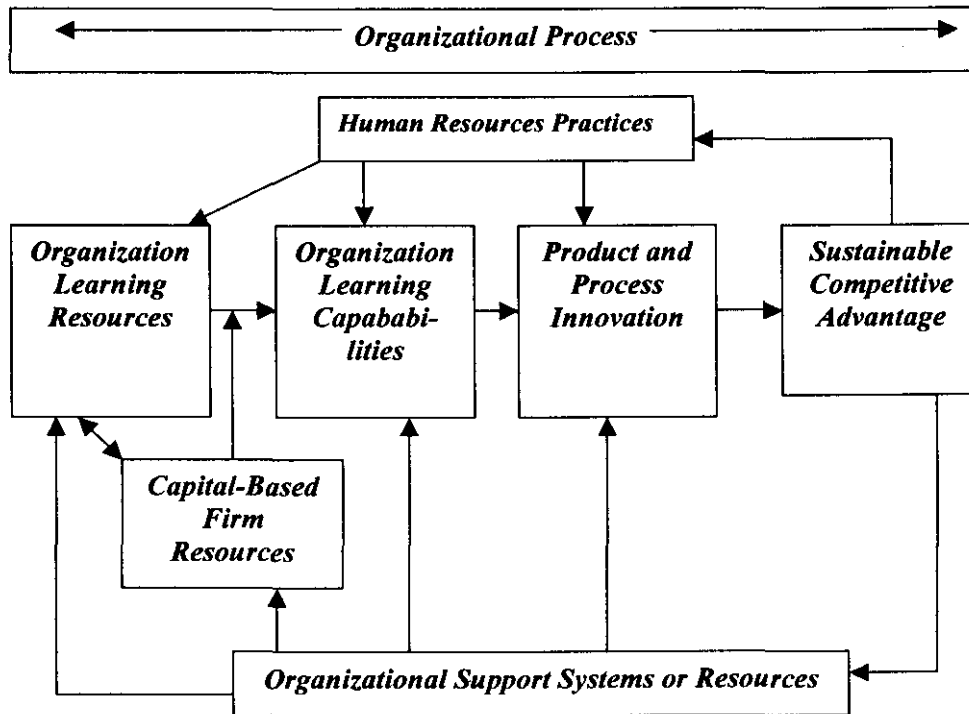 Organizational Process
Human Resources Practices
Organization
Learning
Resources
Organization
Learning
Capababi-
lities
Product and
Process
Innovation
Sustainable
Competitive
Advantage
Capital-Based
Firm
Resources
Organizational Support Systems or Resources